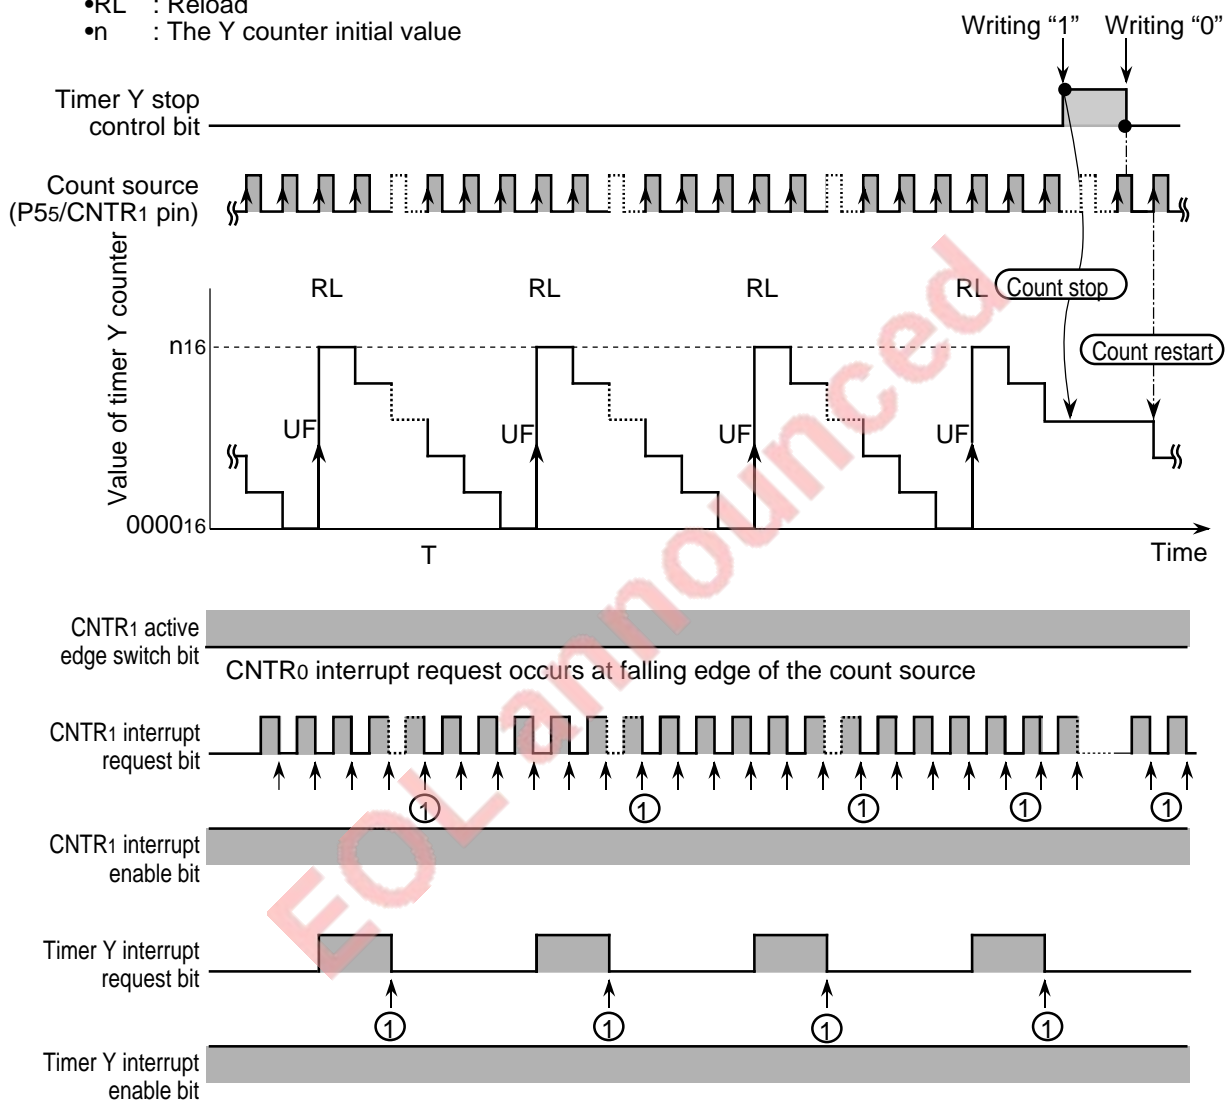 •RL : Reload
•n : The Y counter initial value
Writing “1” Writing “0”
Timer Y stop
control bit
Count source
(P55/CNTR1 pin)
Value of timer Y counter
RL RL RL RL
Count stop
n16
Count restart
UF UF UF UF
000016
T
Time
CNTR1 active
edge switch bit
CNTR0 interrupt request occurs at falling edge of the count source
CNTR1 interrupt
request bit
① ① ① ① ①
CNTR1 interrupt
enable bit
Timer Y interrupt
request bit
① ① ① ①
Timer Y interrupt
enable bit
EOL announced